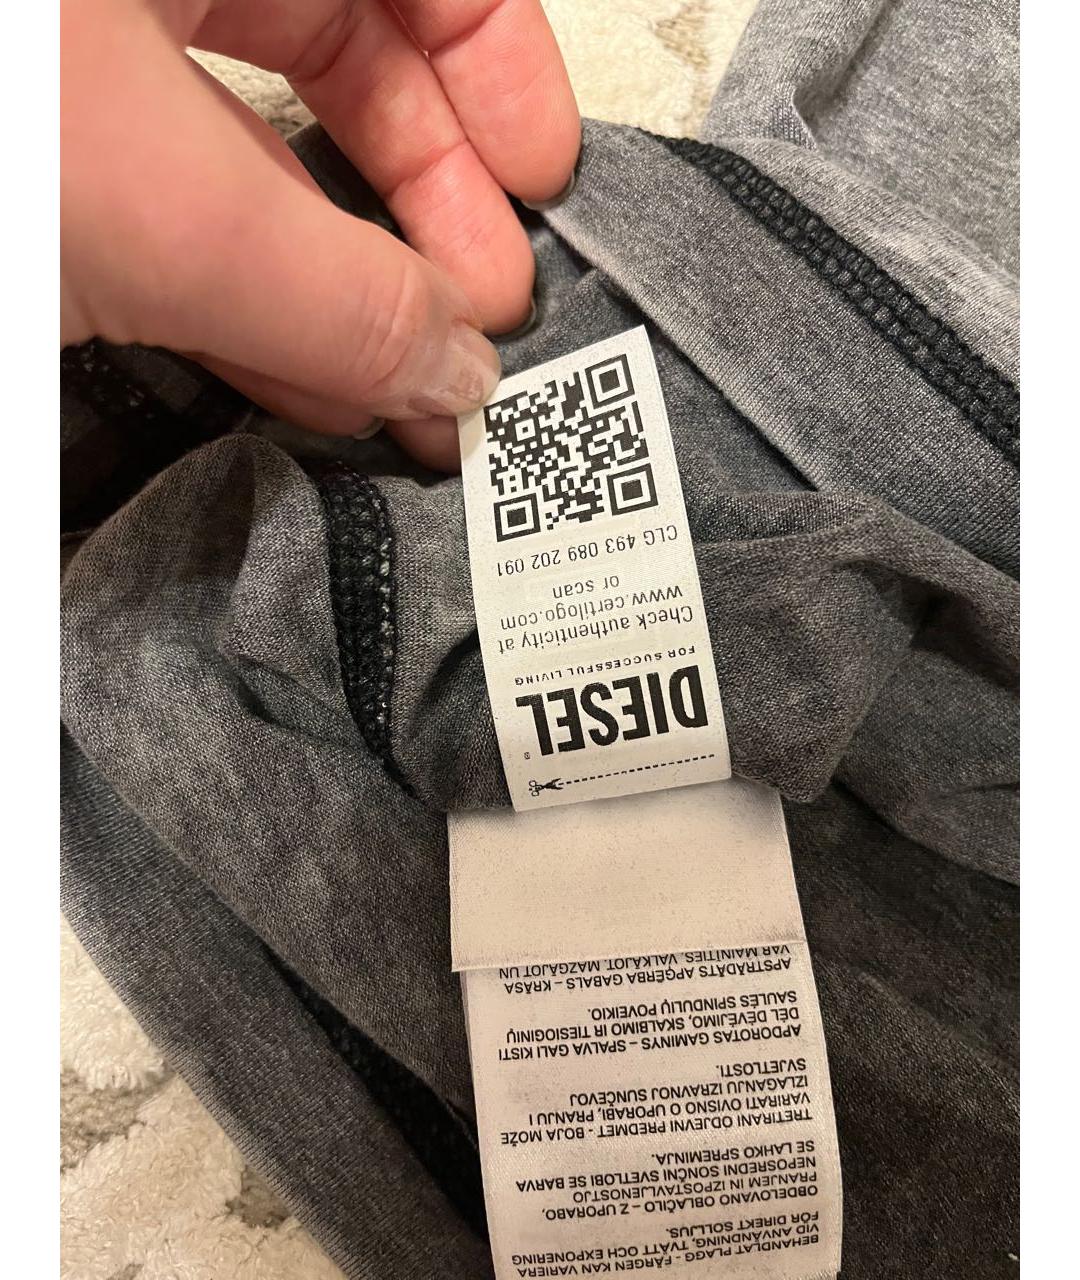 DIESEL®
FOR SUCCESSFUL LIVING
Check authenticity at
www.certilogo.com
or scan
CLG 493 089 202 091
BEHANDLAT PLAGG - FÄRGEN KAN VARIERA
VID ANVÄNDNING, TVÄTT OCH EXPONERING
FÖR DIREKT SOLLJUS.
OBDELOVANO OBLAČILO – Z UPORABO,
PRANJEM IN IZPOSTAVLJENOSTJO
NEPOSREDNI SONČNI SVETLOBI SE BARVA
SE LAHKO SPREMINJA.
TRETIRANI ODJEVNI PREDMET - BOJA MOŽE
VARIRATI OVISNO O UPORABI, PRANJU I
IZLAGANJU IZRAVNOJ SUNČEVOJ
SVJETLOSTI.
APDOROTAS GAMINYS – SPALVA GALI KISTI
DĖL DĖVĖJIMO, SKALBIMO IR TIESIOGINIŲ
SAULĖS SPINDULIŲ POVEIKIO.
APSTRĀDĀTS APĢĒRBA GABALS – KRĀSA
VAR MAINĪTIES, VALKĀJOT, MAZGĀJOT UN